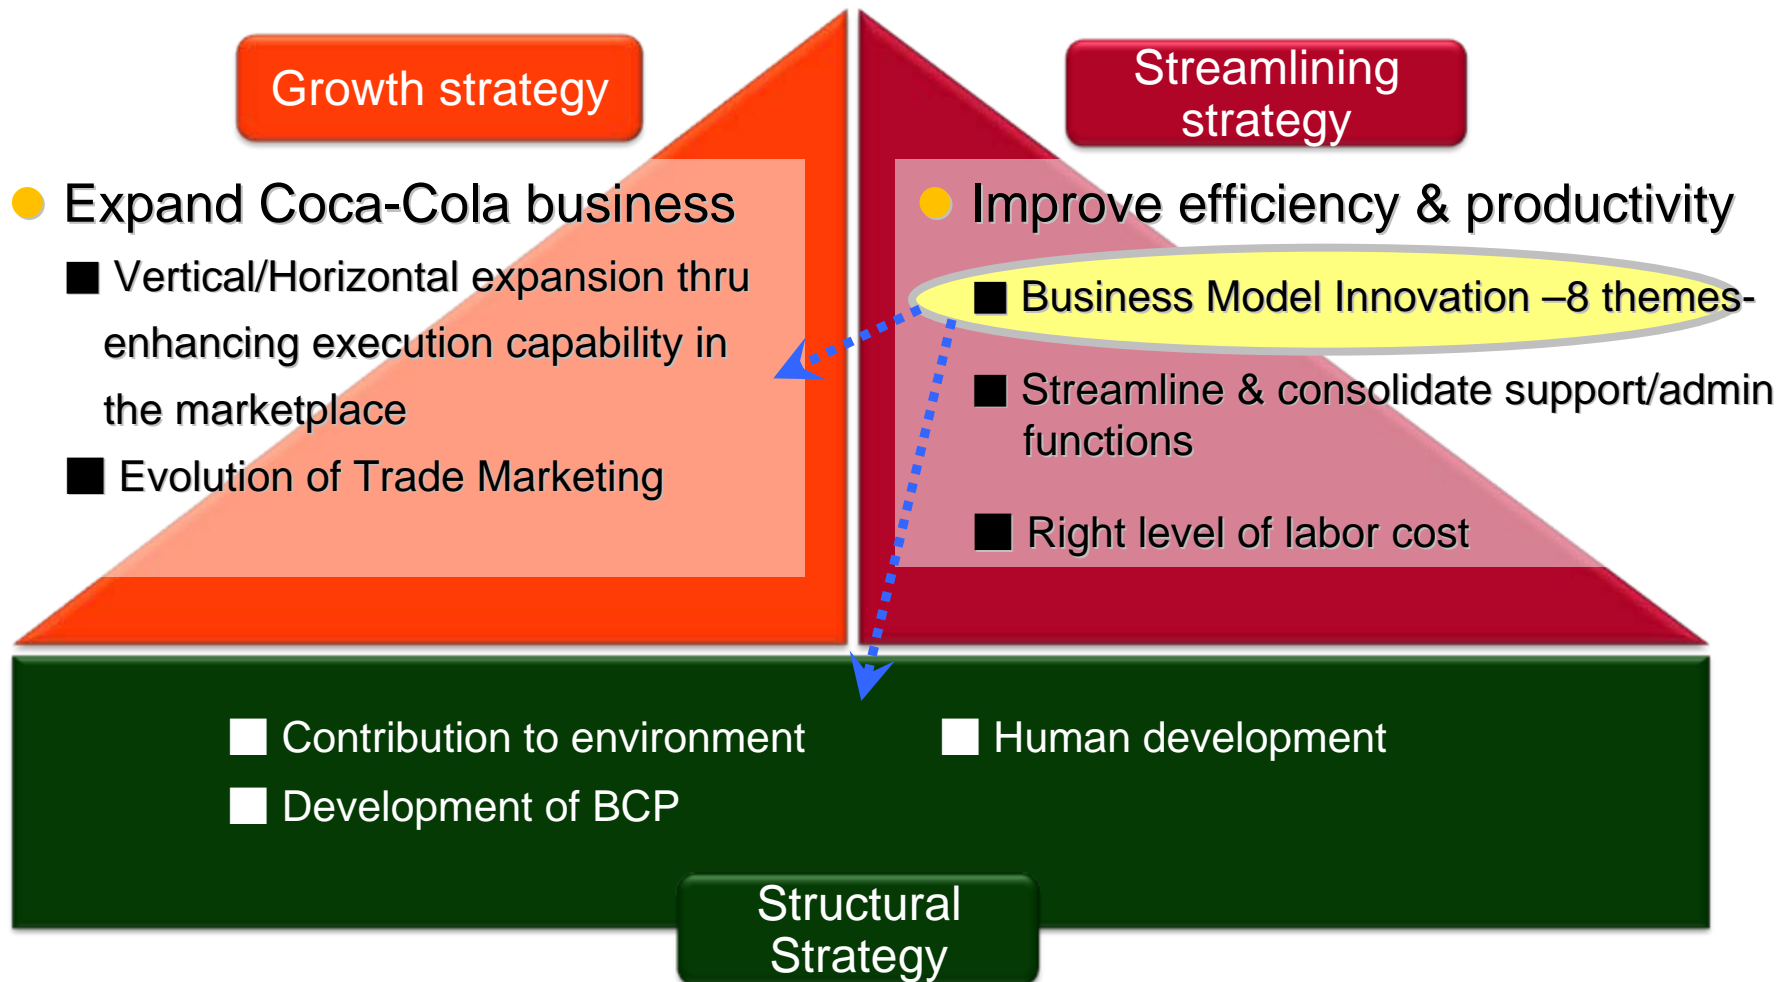 Growth strategy
Streamlining
strategy
● Expand Coca-Cola business
■ Vertical/Horizontal expansion thru
enhancing execution capability in
the marketplace
■ Evolution of Trade Marketing
● Improve efficiency & productivity
■ Business Model Innovation –8 themes-
■ Streamline & consolidate support/admin
functions
■ Right level of labor cost
■ Contribution to environment
■ Human development
■ Development of BCP
Structural
Strategy